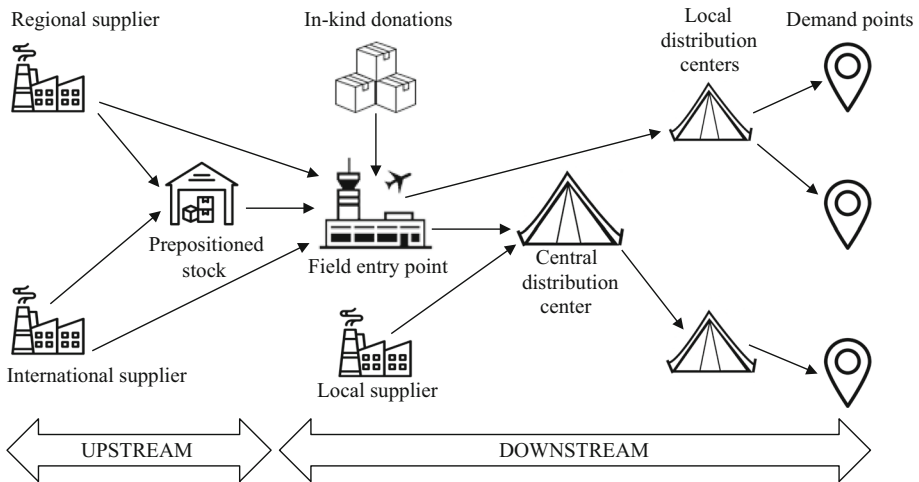 Regional supplier
In-kind donations
Local
distribution
centers
Demand points
Prepositioned
stock
Field entry point
Central
distribution
center
International supplier
Local supplier
UPSTREAM
DOWNSTREAM